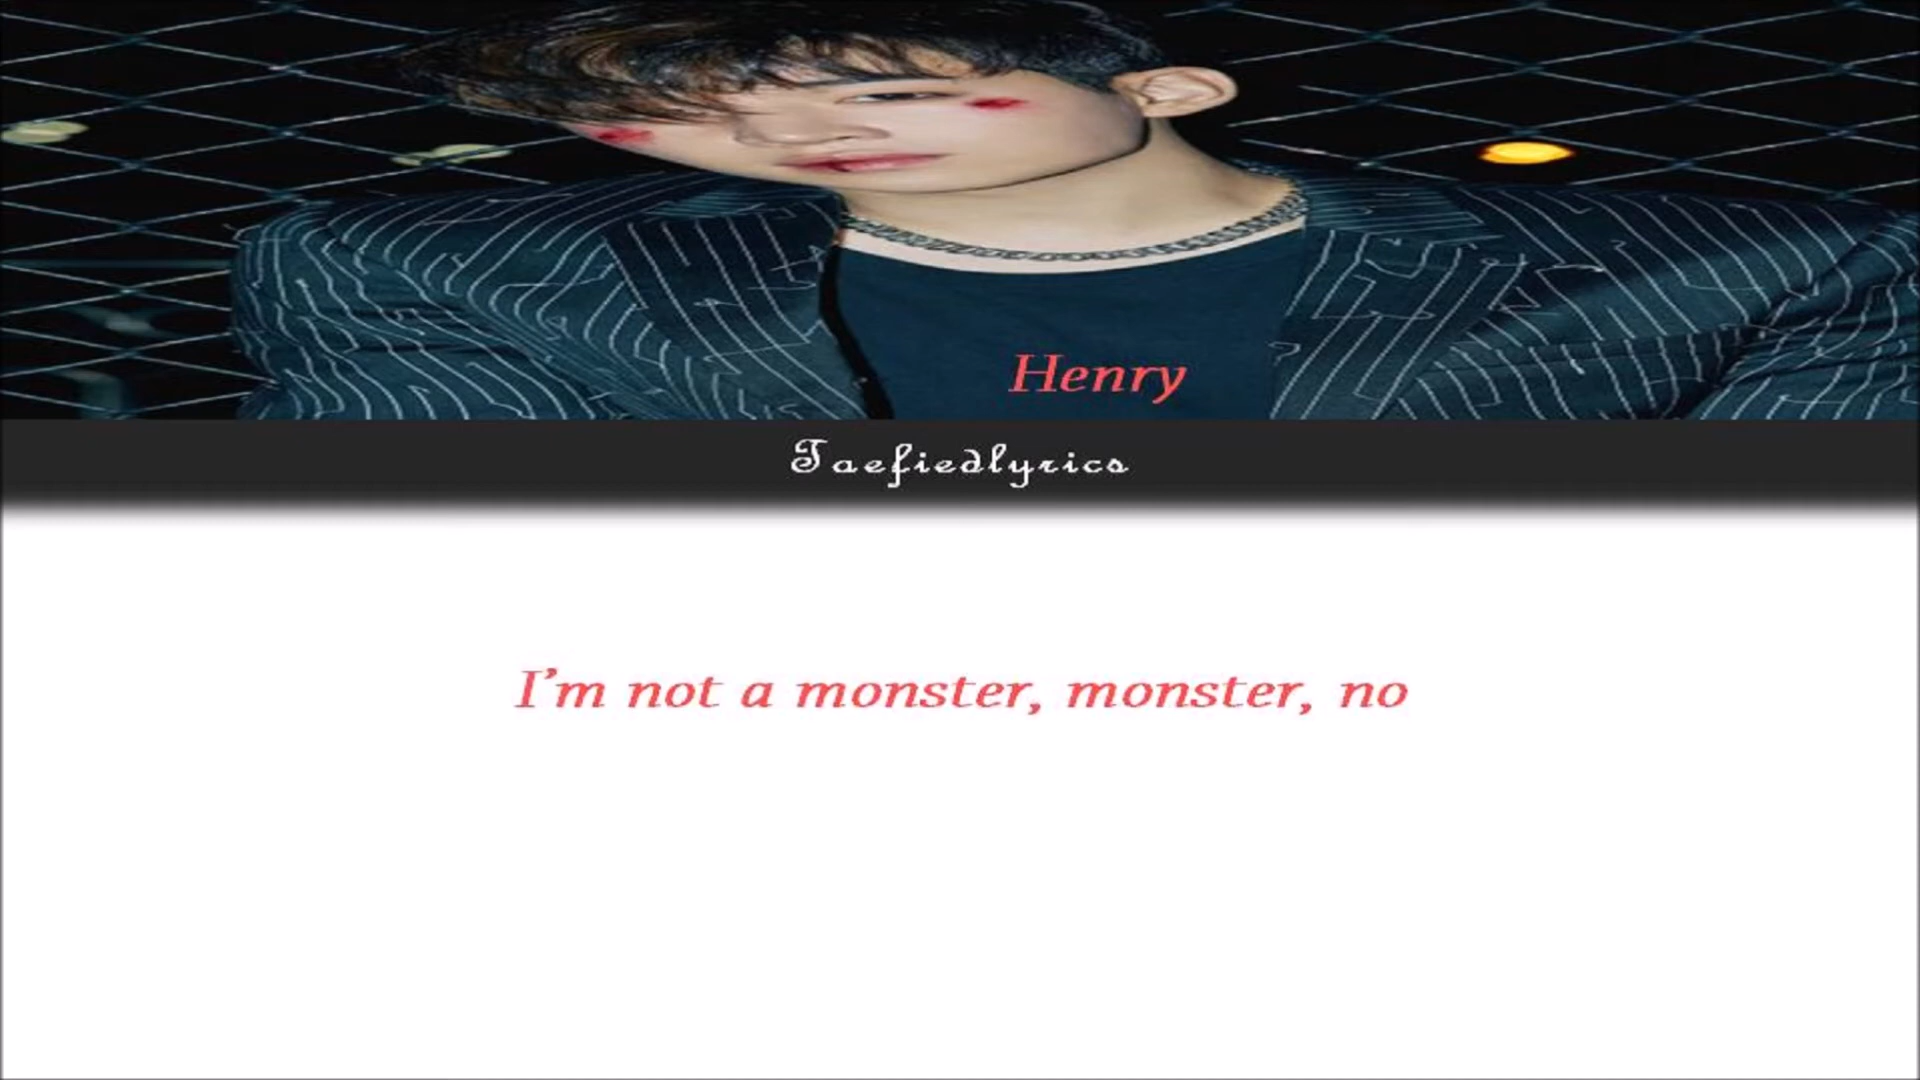 Henry
Taefiedlyrics
I’m not a monster, monster, no